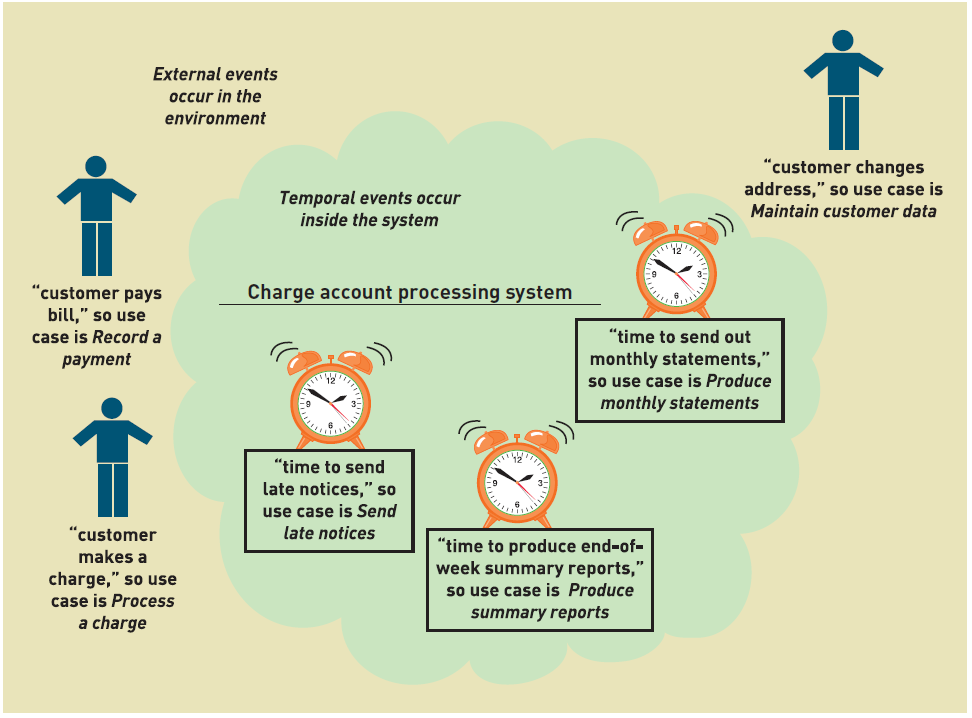 External events
occur in the
environment
"customer changes
address," so use case is
Maintain customer data
Temporal events occur
inside the system
"customer pays
bill," so use
case is Record a
payment
Charge account processing system
12
3
6
9
"time to send out
monthly statements,"
so use case is Produce
monthly statements
12
3
6
9
"time to send
late notices," so
use case is Send
late notices
12
3
6
9
"time to produce end-of-
week summary reports,"
so use case is Produce
summary reports
"customer
makes a
charge," so use
case is Process
a charge